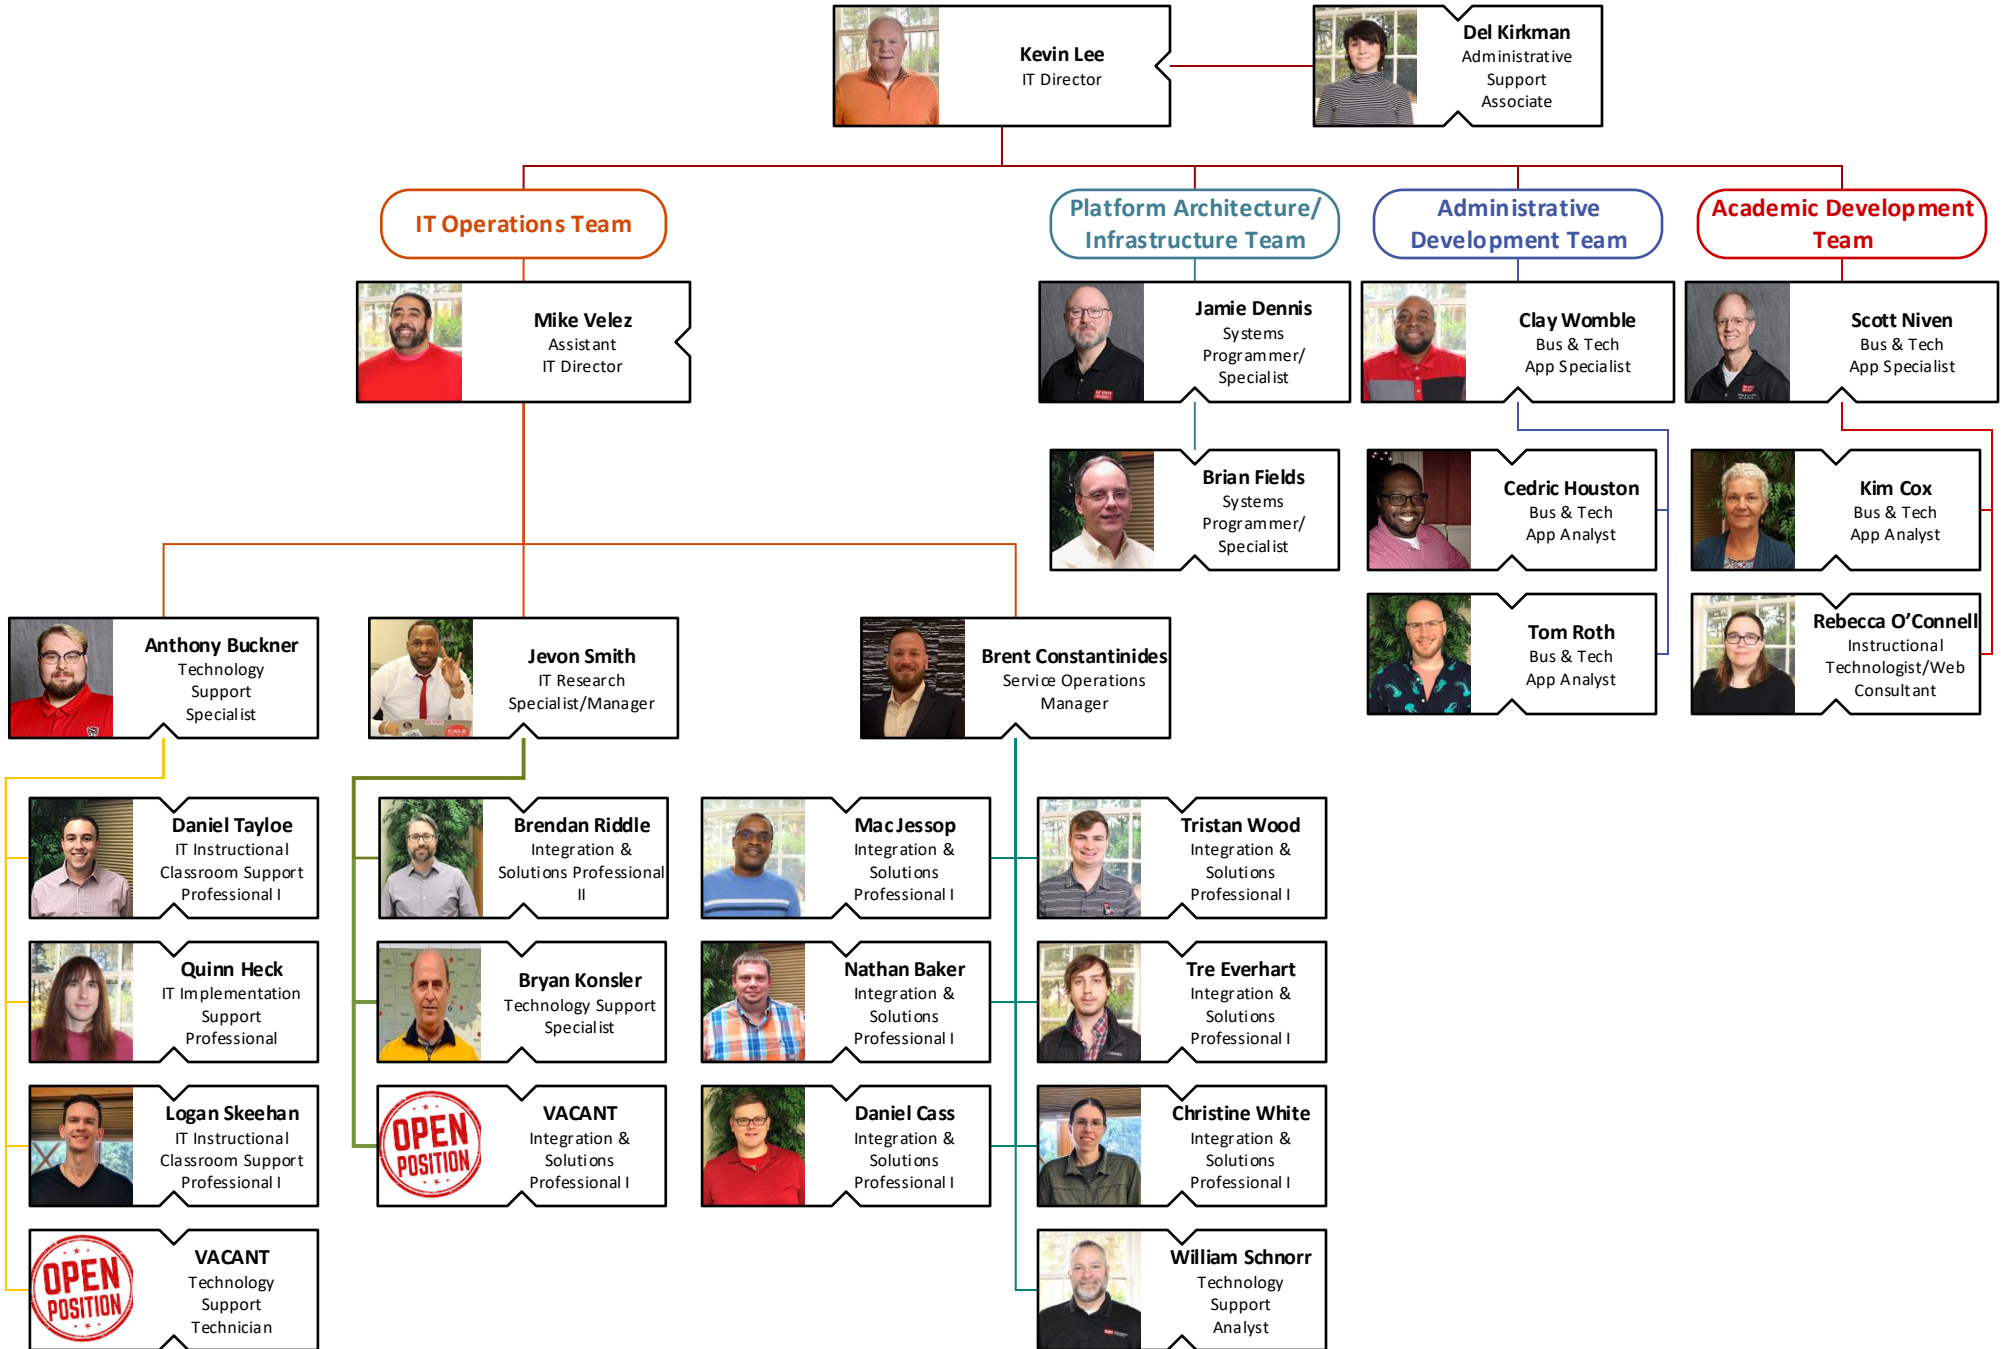 Kevin Lee
IT Director
Del Kirkman
Administrative
Support
Associate
IT Operations Team
Platform Architecture/
Infrastructure Team
Administrative
Development Team
Academic Development
Team
Mike Velez
Assistant
IT Director
Jamie Dennis
Systems
Programmer/
Specialist
Clay Womble
Bus & Tech
App Specialist
Scott Niven
Bus & Tech
App Specialist
Brian Fields
Systems
Programmer/
Specialist
Cedric Houston
Bus & Tech
App Analyst
Kim Cox
Bus & Tech
App Analyst
Tom Roth
Bus & Tech
App Analyst
Rebecca O’Connell
Instructional
Technologist/Web
Consultant
Anthony Buckner
Technology
Support
Specialist
Jevon Smith
IT Research
Specialist/Manager
CALS
Brent Constantinides
Service Operations
Manager
Daniel Tayloe
IT Instructional
Classroom Support
Professional I
Brendan Riddle
Integration &
Solutions Professional
II
Mac Jessop
Integration &
Solutions
Professional I
Tristan Wood
Integration &
Solutions
Professional I
Quinn Heck
IT Implementation
Support
Professional
Bryan Konsler
Technology Support
Specialist
Nathan Baker
Integration &
Solutions
Professional I
Tre Everhart
Integration &
Solutions
Professional I
Logan Skeehan
IT Instructional
Classroom Support
Professional I
OPEN
POSITION
VACANT
Integration &
Solutions
Professional I
Daniel Cass
Integration &
Solutions
Professional I
Christine White
Integration &
Solutions
Professional I
OPEN
POSITION
VACANT
Technology
Support
Technician
William Schnorr
Technology
Support
Analyst